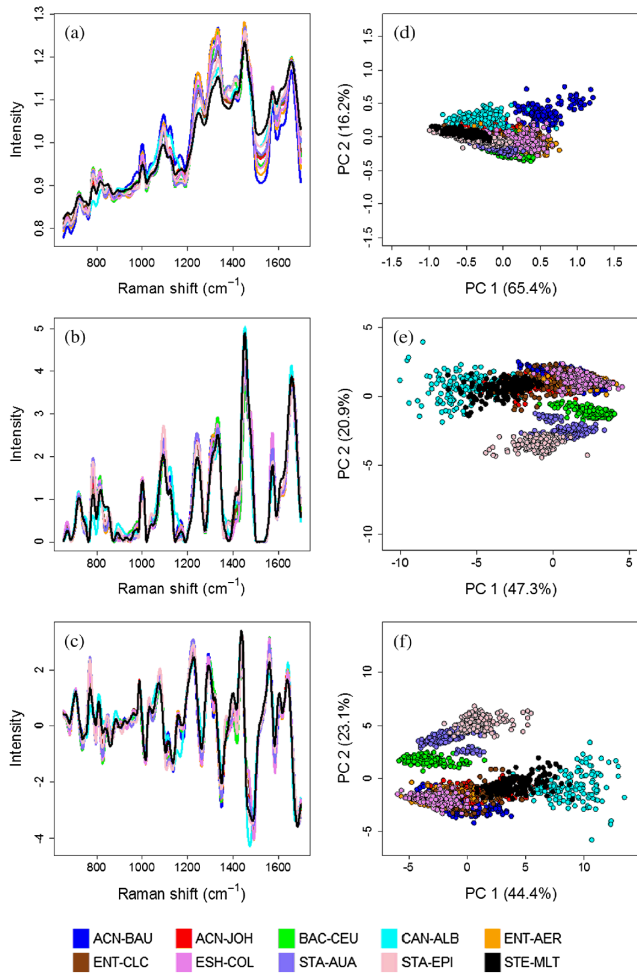 (a)
1.3
1.2
1.1
1.0
0.9
0.8
Intensity
800 1000 1200 1400 1600
Raman shift (cm⁻¹)
(d)
1.5
1.0
0.5
0.0
-0.5
-1.0
-1.5
PC 2 (16.2%)
-1.5 -1.0 -0.5 0.0 0.5 1.0 1.5
PC 1 (65.4%)
(b)
5
4
3
2
1
0
Intensity
800 1000 1200 1400 1600
Raman shift (cm⁻¹)
(e)
5
0
-5
-10
PC 2 (20.9%)
-10 -5 0 5
PC 1 (47.3%)
(c)
2
0
-2
-4
Intensity
800 1000 1200 1400 1600
Raman shift (cm⁻¹)
(f)
10
5
0
-5
PC 2 (23.1%)
-5 0 5 10
PC 1 (44.4%)
ACN-BAU ACN-JOH BAC-CEU CAN-ALB ENT-AER
ENT-CLC ESH-COL STA-AUA STA-EPI STE-MLT